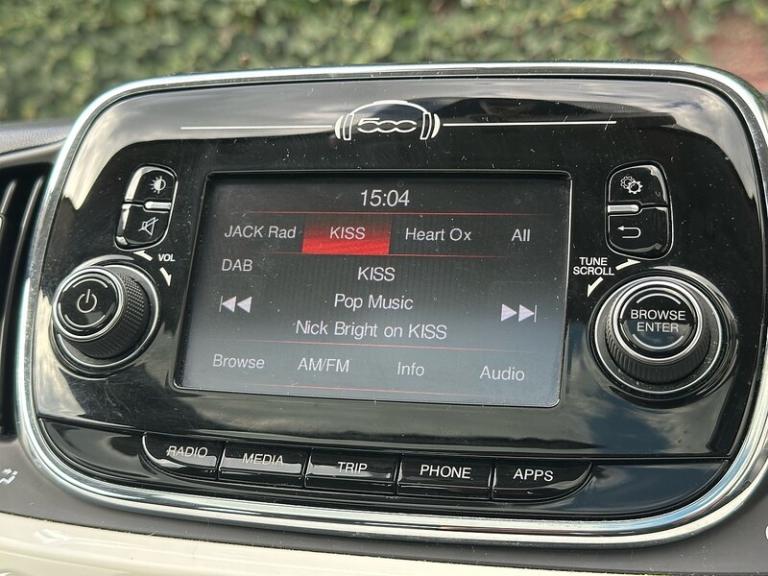 500
15:04
JACK Rad KISS Heart Ox All
VOL
TUNE
SCROLL
DAB
KISS
Pop Music
Nick Bright on KISS
BROWSE
ENTER
Browse AM/FM Info Audio
RADIO MEDIA TRIP PHONE APPS